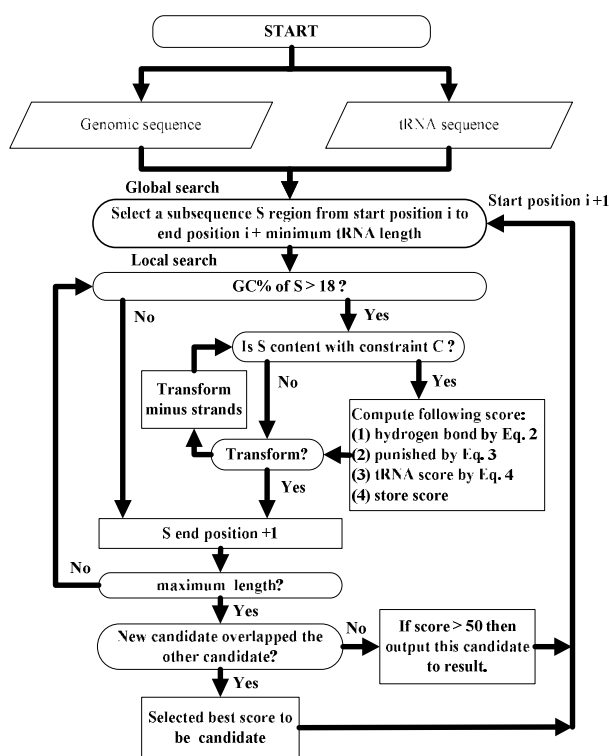 START
Genomic sequence
tRNA sequence
Global search
Start position i +1
Select a subsequence S region from start position i to
end position i + minimum tRNA length
Local search
GC% of S > 18 ?
No
Yes
Is S content with constraint C ?
Transform
minus strands
No
Yes
Compute following score:
(1) hydrogen bond by Eq. 2
(2) punished by Eq. 3
(3) tRNA score by Eq. 4
(4) store score
Transform?
Yes
S end position +1
No
maximum length?
Yes
New candidate overlapped the
other candidate?
No
If score > 50 then
output this candidate
to result.
Yes
Selected best score to
be candidate